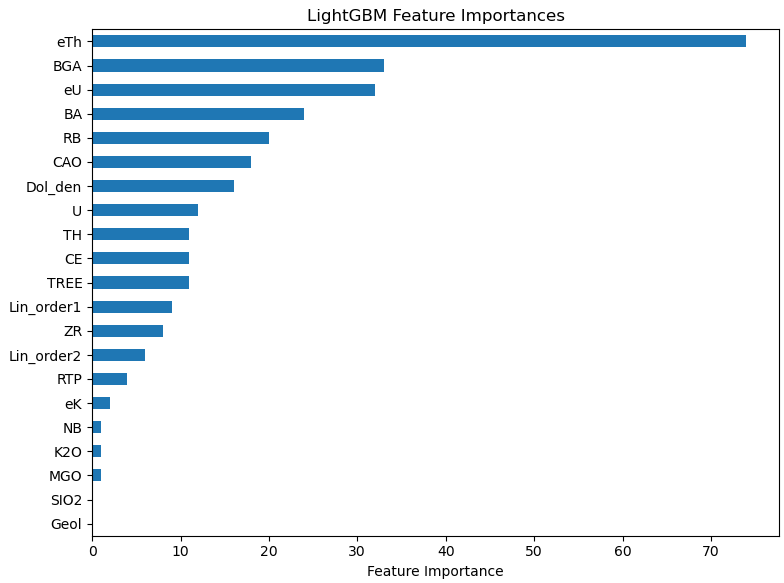 LightGBM Feature Importances
eTh
BGA
eU
BA
RB
CAO
Dol_den
U
TH
CE
TREE
Lin_order1
ZR
Lin_order2
RTP
eK
NB
K2O
MGO
SIO2
Geol
0 10 20 30 40 50 60 70
Feature Importance